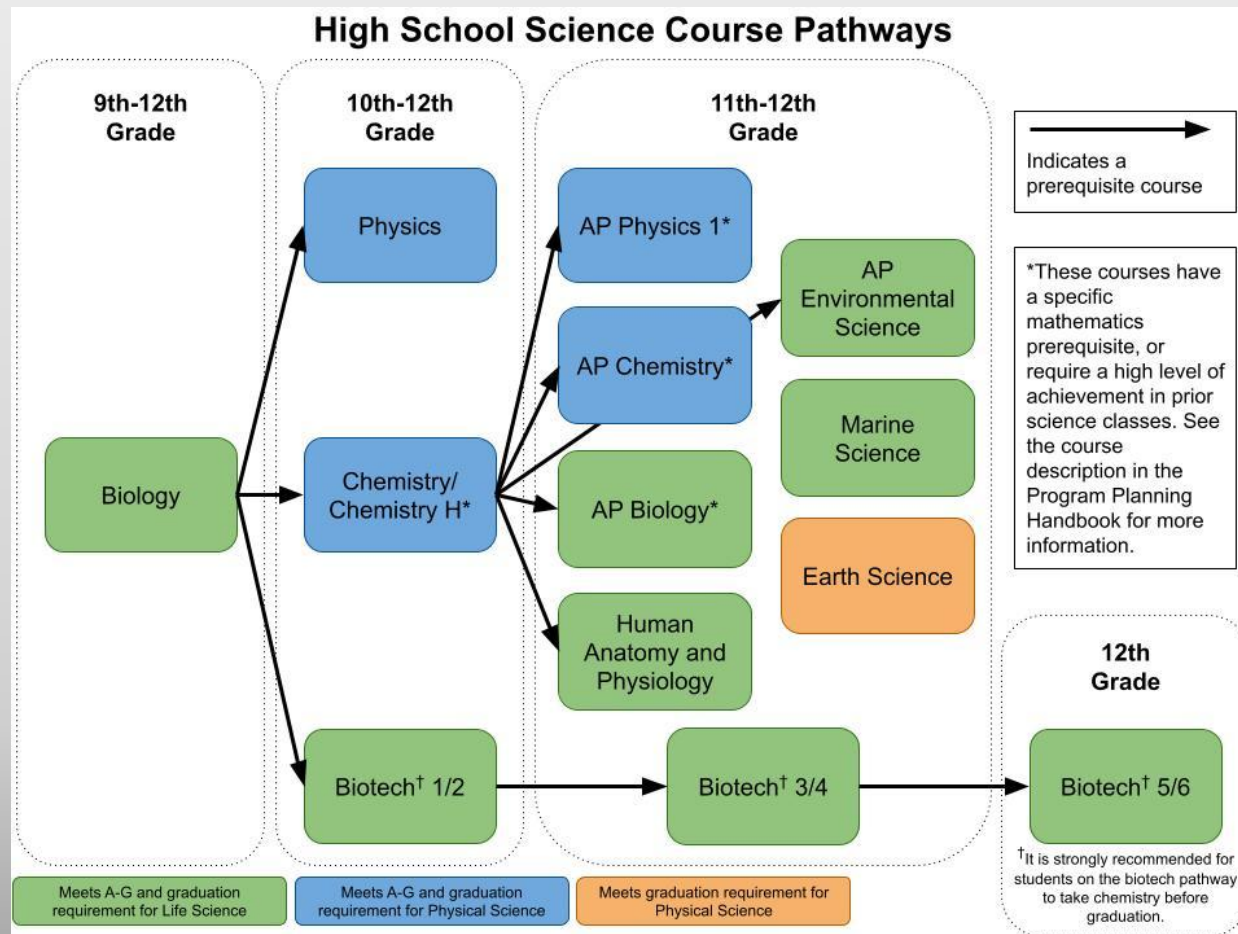 High School Science Course Pathways
9th-12th
Grade
10th-12th
Grade
11th-12th
Grade
Indicates a
prerequisite course
Physics
AP Physics 1*
AP
Environmental
Science
*These courses have
a specific
mathematics
prerequisite, or
require a high level of
achievement in prior
science classes. See
the course
description in the
Program Planning
Handbook for more
information.
AP Chemistry*
Marine
Science
Biology
Chemistry/
Chemistry H*
AP Biology*
Earth Science
Human
Anatomy and
Physiology
12th
Grade
Biotech† 1/2
Biotech† 3/4
Biotech† 5/6
†It is strongly recommended for
students on the biotech pathway
to take chemistry before
graduation.
Meets A-G and graduation
requirement for Life Science
Meets A-G and graduation
requirement for Physical Science
Meets graduation requirement for
Physical Science